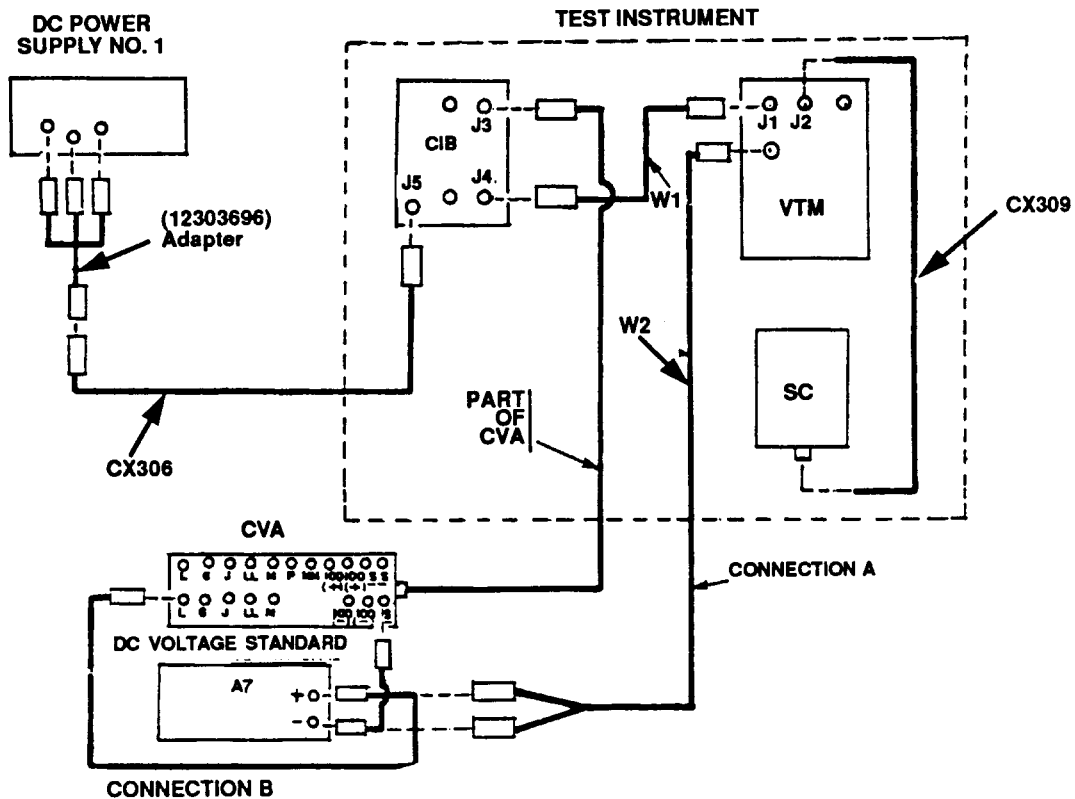 DC POWER
SUPPLY NO. 1
TEST INSTRUMENT
J3
CIB
J4
J5
J1 J2
VTM
W1
CX309
(12303696)
Adapter
W2
SC
PART
OF
CVA
CX306
CVA
L G J LL M P NN 100 100 S S
(+) (+) - -
L G J LL M 100 100 S
CONNECTION A
DC VOLTAGE STANDARD
A7
+
-
CONNECTION B